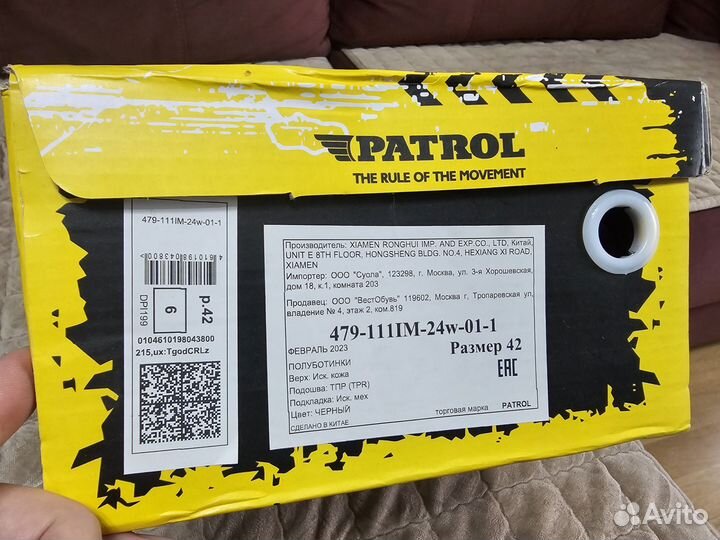 PATROL
THE RULE OF THE MOVEMENT
479-111IM-24w-01-1
4610198043800
DPI199
6
р.42
0104610198043800
215,ux:TgodCRLz
Производитель: XIAMEN RONGHUI IMP. AND EXP CO., LTD, Китай,
UNIT E 8TH FLOOR, HONGSHENG BLDG. NO.4, HEXIANG XI ROAD,
XIAMEN
Импортер: ООО "Суола", 123298, г. Москва, ул. 3-я Хорошевская,
дом 18, к.1, комната 203
Продавец: ООО "ВестОбувь" 119602, Москва г, Тропаревская ул,
владение № 4, этаж 2, ком.819
479-111IM-24w-01-1
ФЕВРАЛЬ 2023
Размер 42
ПОЛУБОТИНКИ
Верх: Иск. кожа
Подошва: ТПР (TPR)
Подкладка: Иск. мех
Цвет: ЧЕРНЫЙ
EAC
торговая марка PATROL
СДЕЛАНО В КИТАЕ
Avito